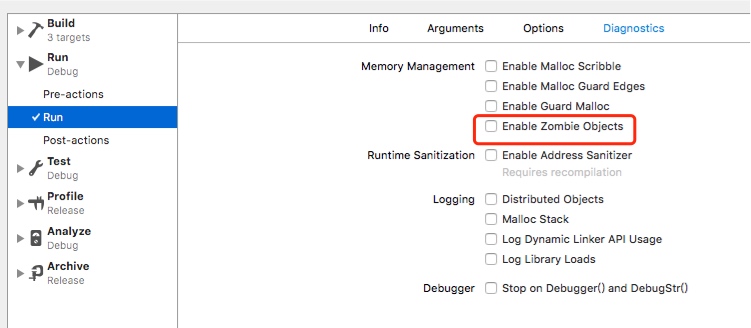 Build
3 targets
Run
Debug
Pre-actions
Run
Post-actions
Test
Debug
Profile
Release
Analyze
Debug
Archive
Release
Info Arguments Options Diagnostics
Memory Management Enable Malloc Scribble
Enable Malloc Guard Edges
Enable Guard Malloc
Enable Zombie Objects
Runtime Sanitization Enable Address Sanitizer
Requires recompilation
Logging Distributed Objects
Malloc Stack
Log Dynamic Linker API Usage
Log Library Loads
Debugger Stop on Debugger() and DebugStr()